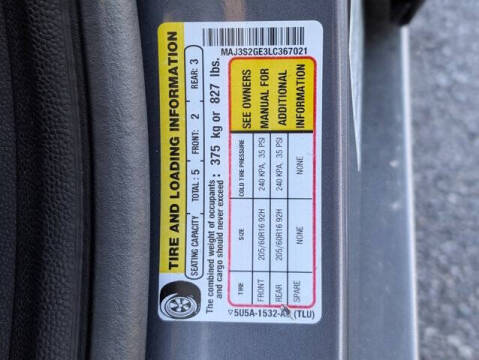 MAJ3S2GE3LC367021
TIRE AND LOADING INFORMATION
SEATING CAPACITY TOTAL: 5 FRONT: 2 REAR: 3
The combined weight of occupants
and cargo should never exceed: 375 kg or 827 lbs.
TIRE SIZE COLD TIRE PRESSURE
FRONT 205/60R16 92H 240 KPA, 35 PSI
REAR 205/60R16 92H 240 KPA, 35 PSI
SPARE NONE NONE
SEE OWNERS
MANUAL FOR
ADDITIONAL
INFORMATION
5U5A-1532- (TLU)